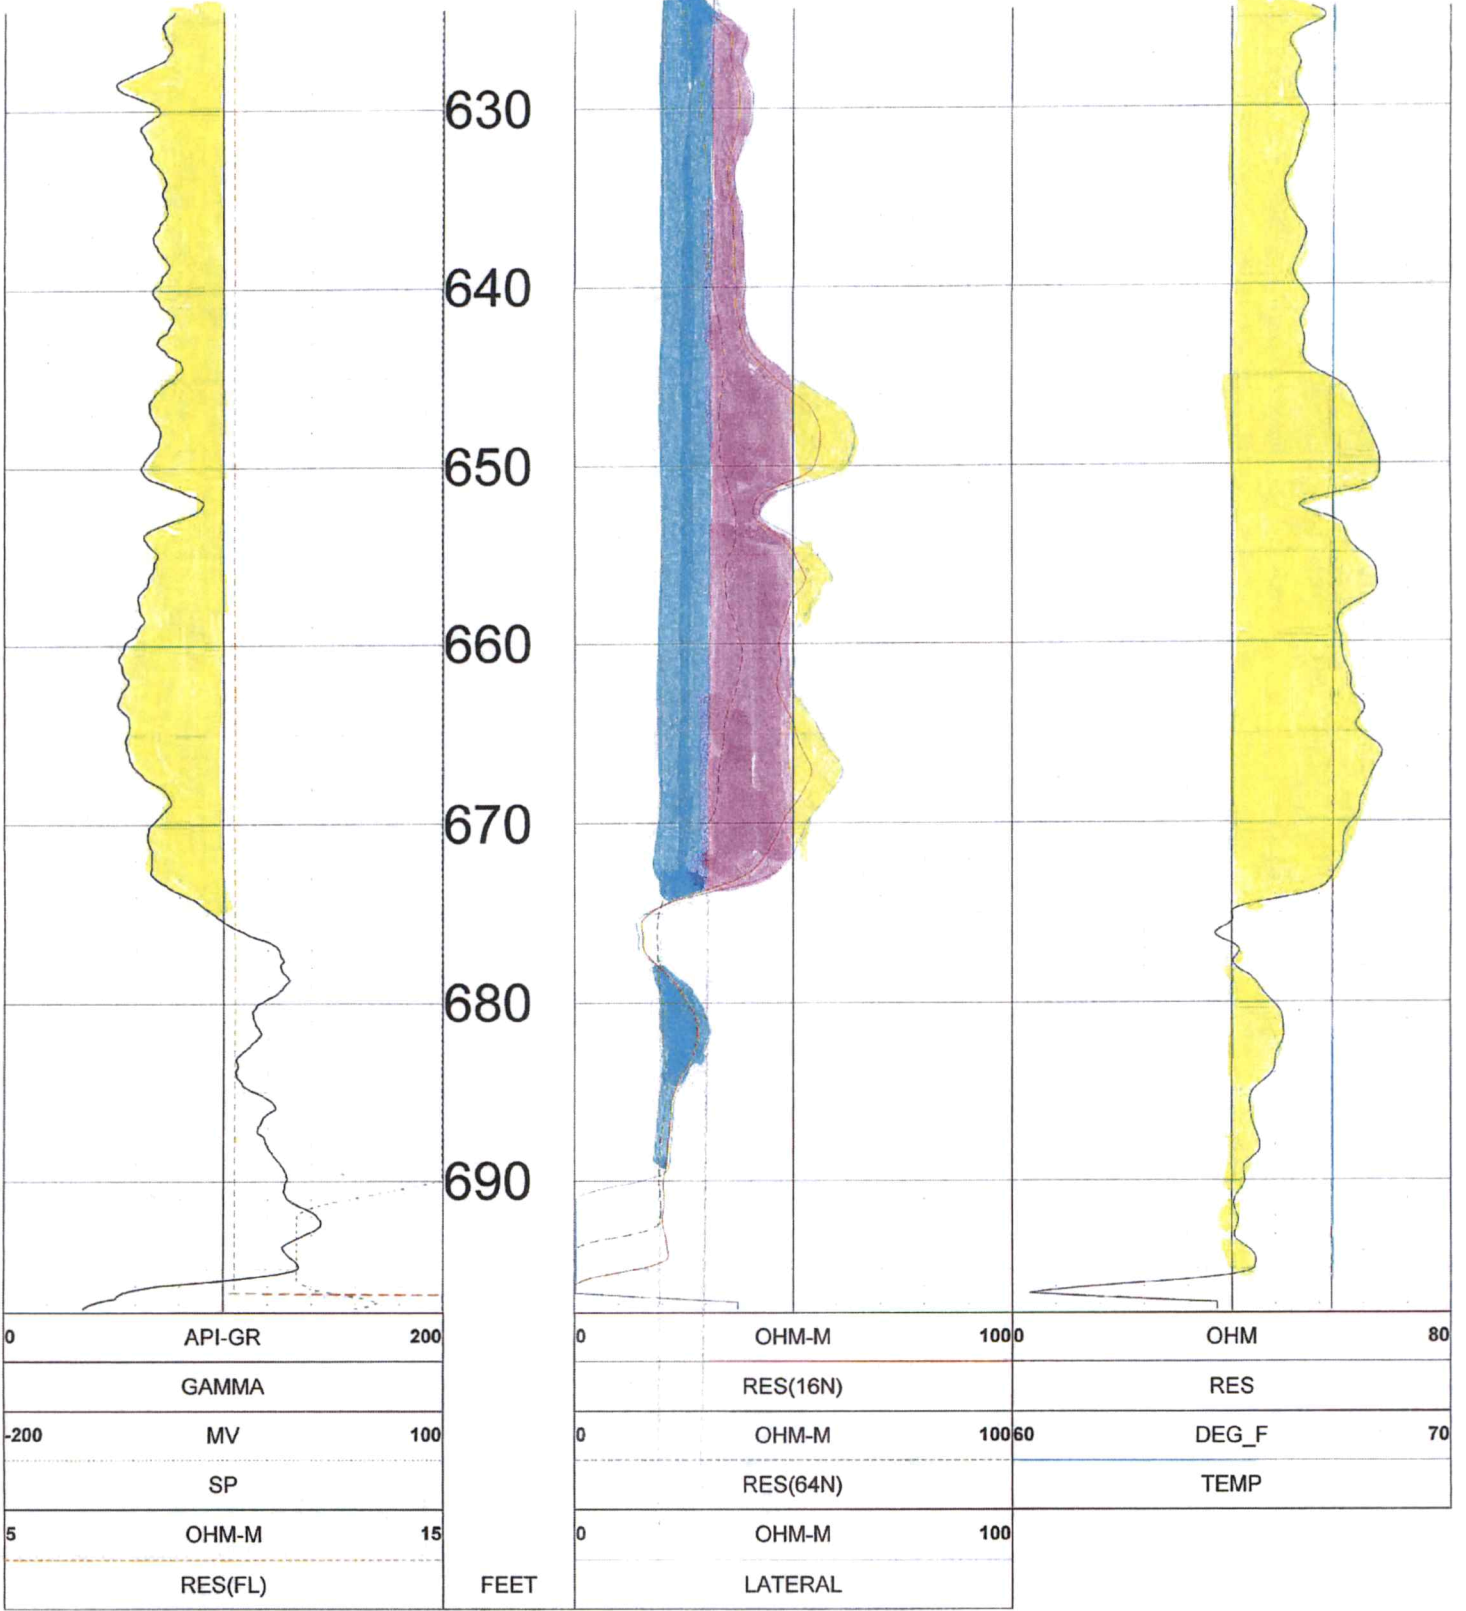 630
640
650
660
670
680
690
0 API-GR 200 0 OHM-M 100 0 OHM 80
GAMMA RES(16N) RES
-200 MV 100 0 OHM-M 100 60 DEG_F 70
SP RES(64N) TEMP
5 OHM-M 15 0 OHM-M 100
RES(FL) FEET LATERAL